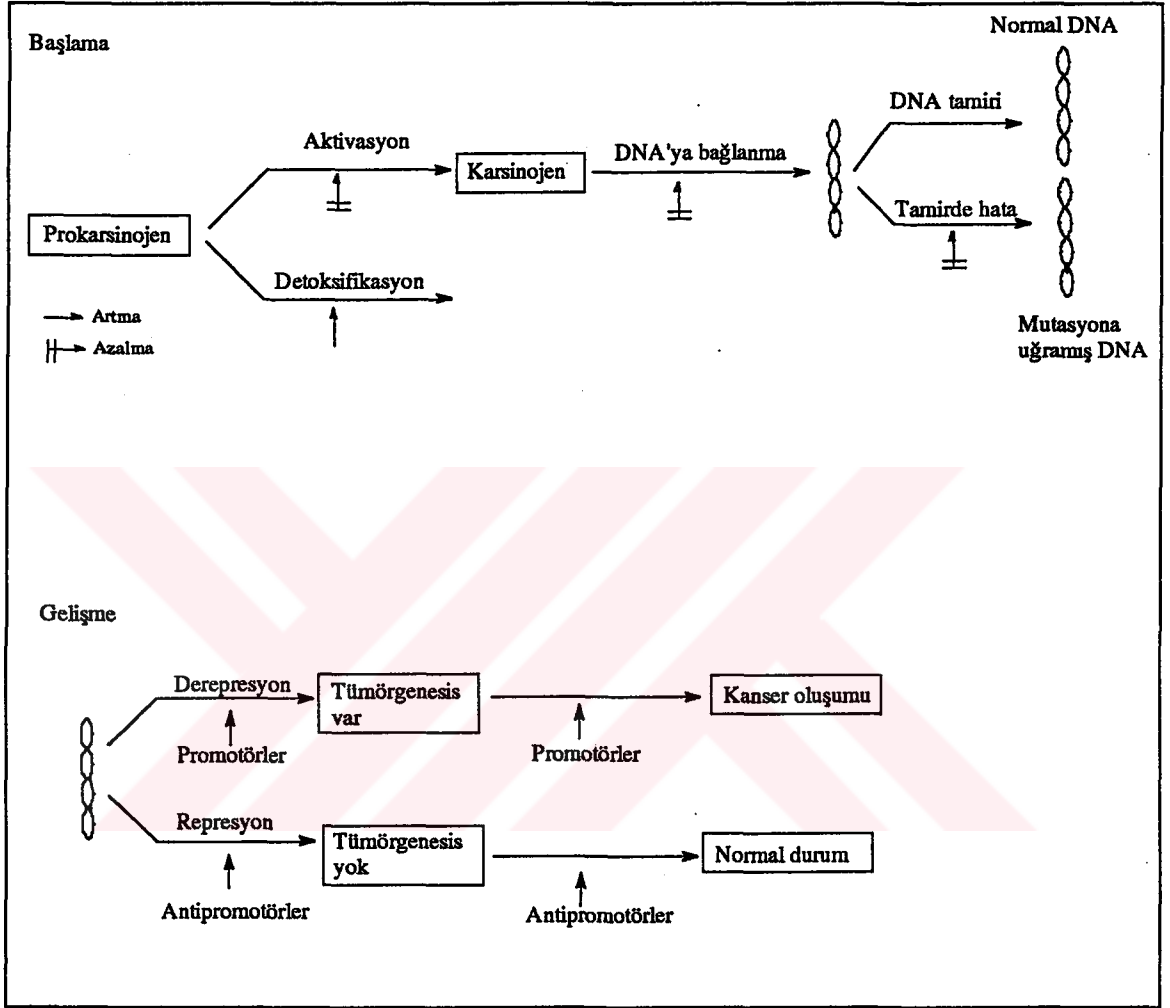 Başlama
Normal DNA
DNA tamiri
Aktivasyon
Karsinojen
DNA'ya bağlanma
Tamirde hata
Prokarsinojen
Detoksifikasyon
Artma
Azalma
Mutasyona
uğramış DNA
Gelişme
Derepresyon
Tümörgenesis
var
Kanser oluşumu
Promotörler
Promotörler
Represyon
Tümörgenesis
yok
Normal durum
Antipromotörler
Antipromotörler